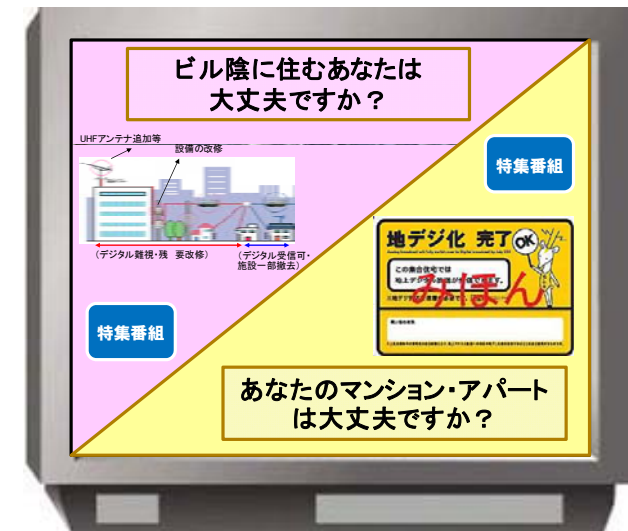 ビル陰に住むあなたは
大丈夫ですか？
UHFアンテナ追加等
設備の改修
（デジタル難視・残　要改修）
（デジタル受信可・
施設一部撤去）
特集番組
特集番組
地デジ化 完了
OK
この集合住宅では
みほん
あなたのマンション・アパート
は大丈夫ですか？